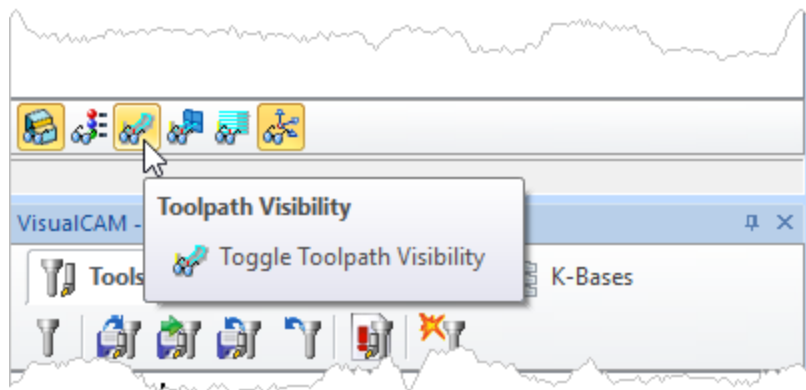 Toolpath Visibility
Toggle Toolpath Visibility
VisualCAM -
Tools
K-Bases